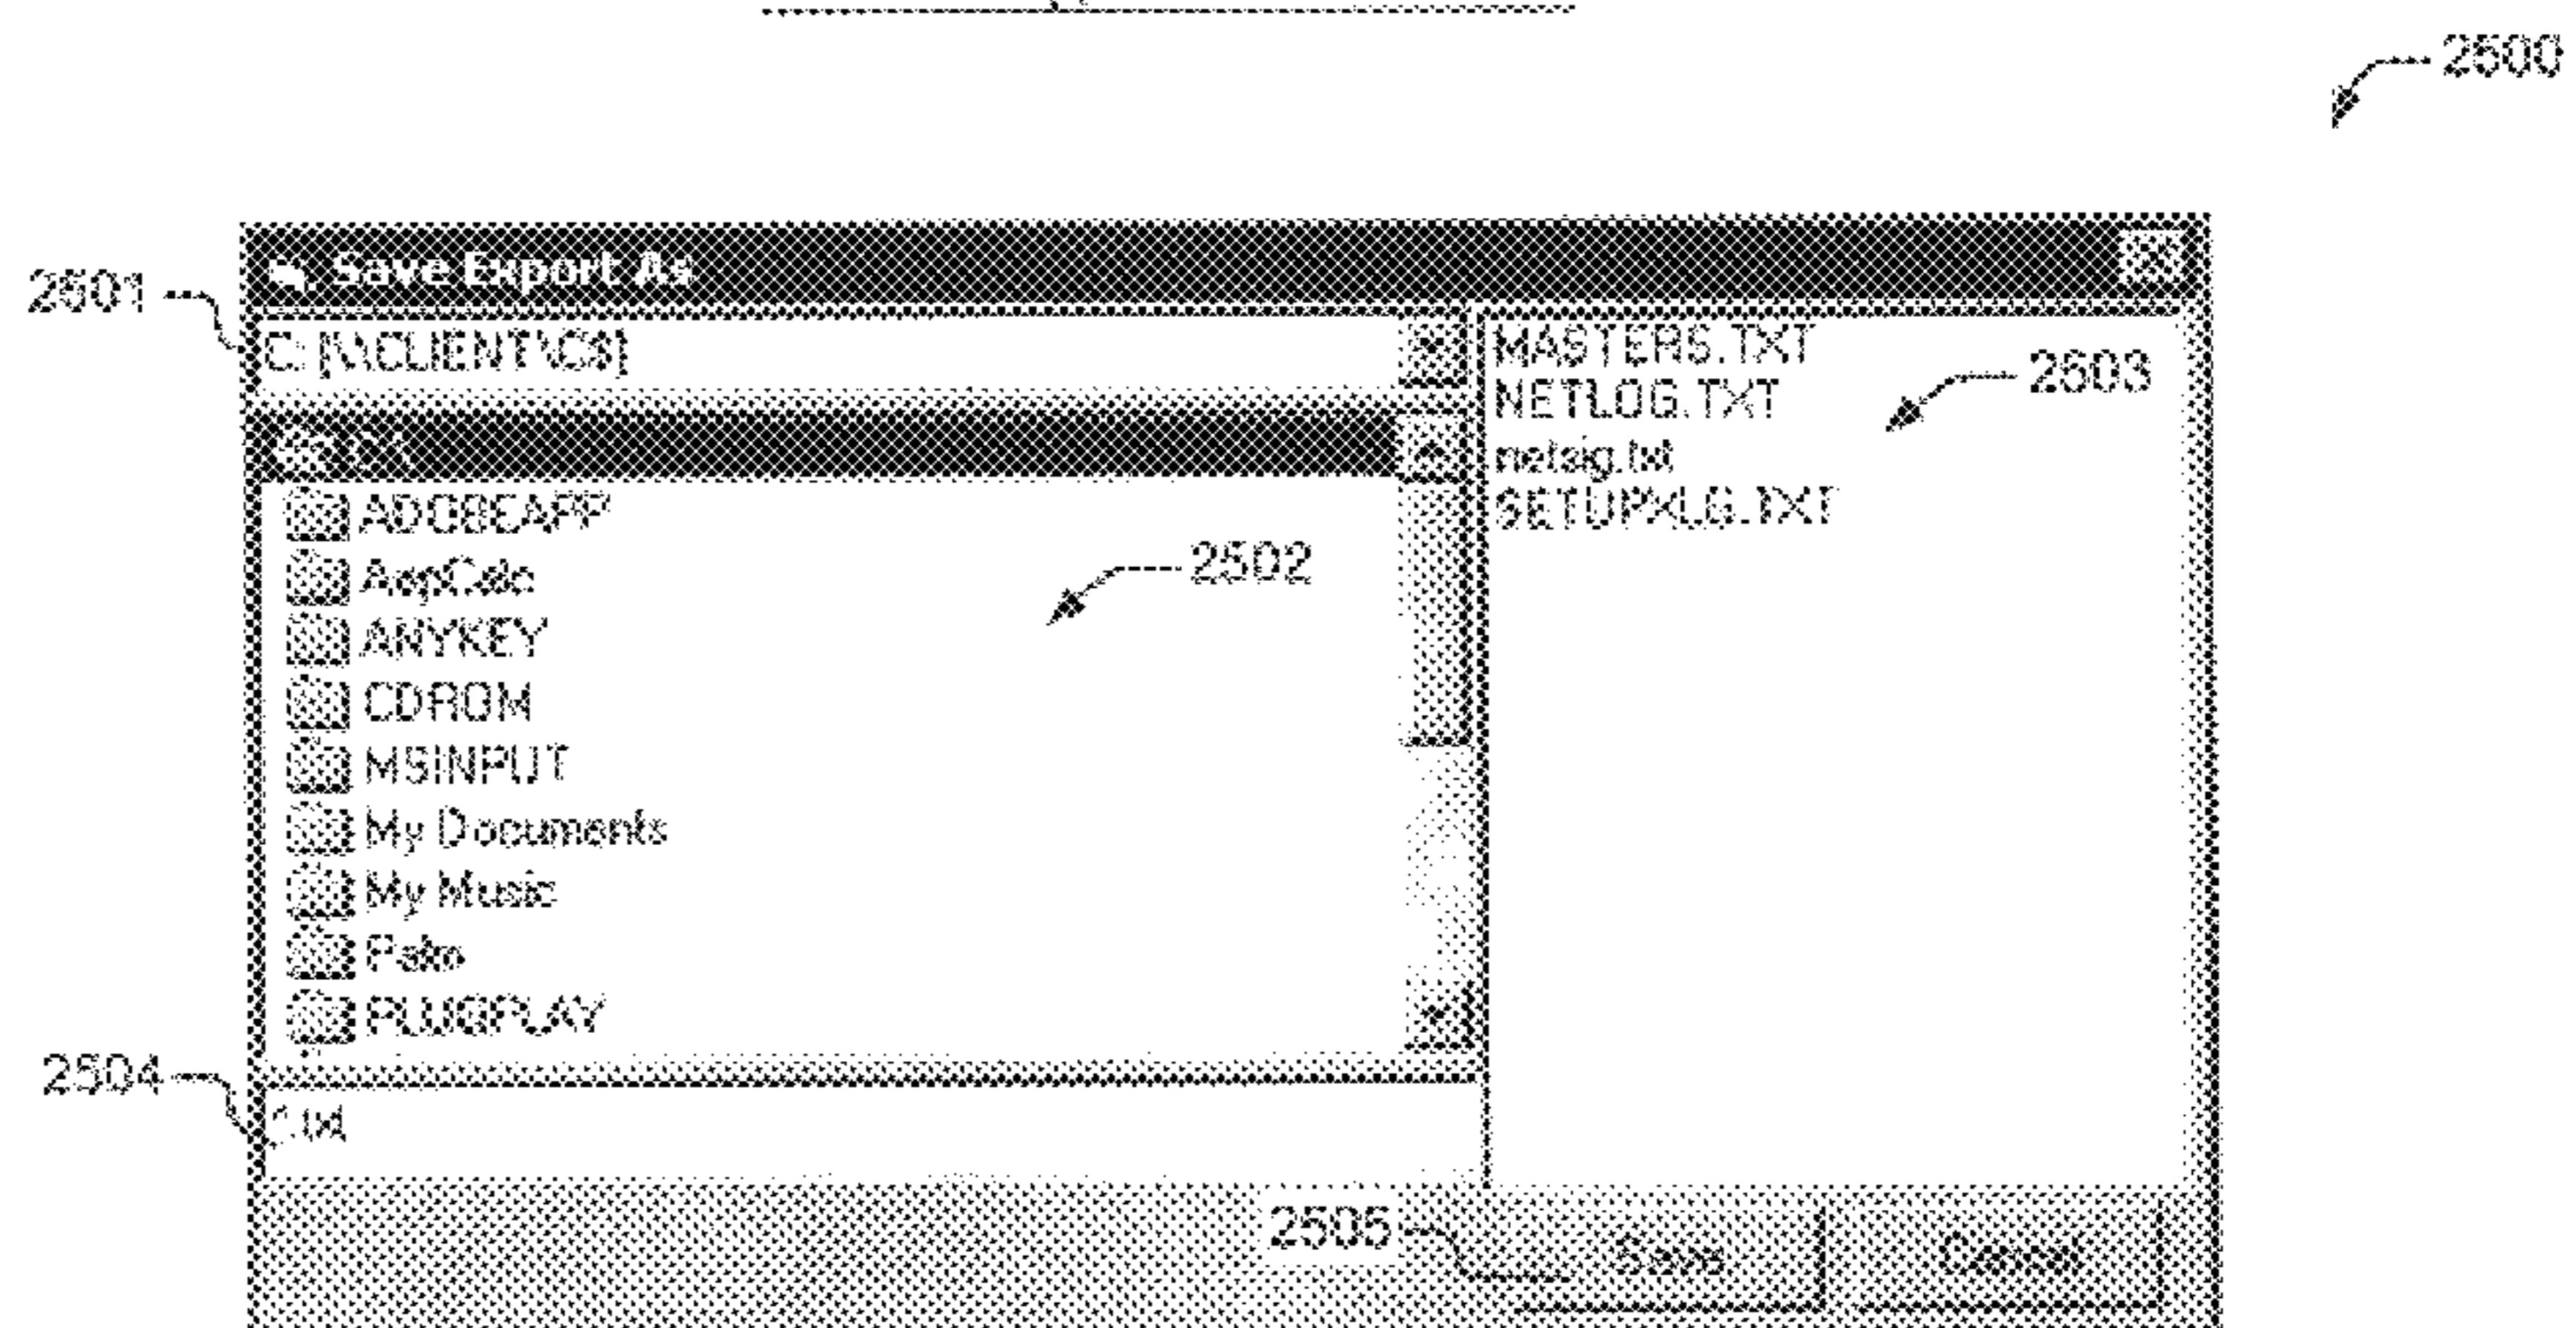 2500
Save Export As
2501
C: [\\CLIENT\C$]
MASTERS.TXT
2503
NETLOG.TXT
C:\
netsig.txt
ADOBEAPP
SETUPXLG.TXT
2502
ANYKEY
CDROM
MSINPUT
My Documents
My Music
PLUGPLAY
2504
*.txt
2505
Save
Cancel